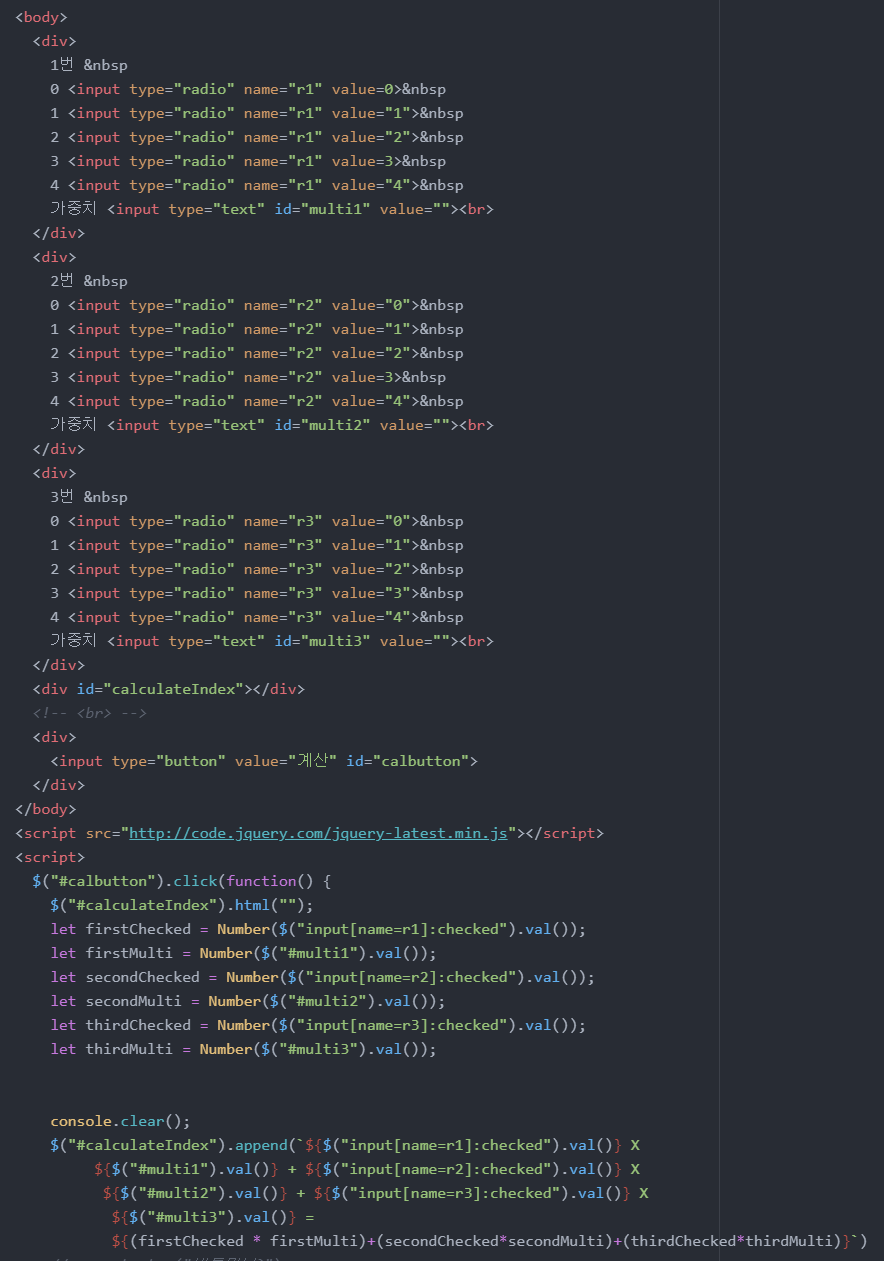 <body>
<div>
1번 &nbsp
0 <input type="radio" name="r1" value=0>&nbsp
1 <input type="radio" name="r1" value="1">&nbsp
2 <input type="radio" name="r1" value="2">&nbsp
3 <input type="radio" name="r1" value=3>&nbsp
4 <input type="radio" name="r1" value="4">&nbsp
가중치 <input type="text" id="multi1" value=""><br>
</div>
<div>
2번 &nbsp
0 <input type="radio" name="r2" value="0">&nbsp
1 <input type="radio" name="r2" value="1">&nbsp
2 <input type="radio" name="r2" value="2">&nbsp
3 <input type="radio" name="r2" value=3>&nbsp
4 <input type="radio" name="r2" value="4">&nbsp
가중치 <input type="text" id="multi2" value=""><br>
</div>
<div>
3번 &nbsp
0 <input type="radio" name="r3" value="0">&nbsp
1 <input type="radio" name="r3" value="1">&nbsp
2 <input type="radio" name="r3" value="2">&nbsp
3 <input type="radio" name="r3" value="3">&nbsp
4 <input type="radio" name="r3" value="4">&nbsp
가중치 <input type="text" id="multi3" value=""><br>
</div>
<div id="calculateIndex"></div>
<!-- <br> -->
<div>
<input type="button" value="계산" id="calbutton">
</div>
</body>
<script src="http://code.jquery.com/jquery-latest.min.js"></script>
<script>
$("#calbutton").click(function() {
$("#calculateIndex").html("");
let firstChecked = Number($("input[name=r1]:checked").val());
let firstMulti = Number($("#multi1").val());
let secondChecked = Number($("input[name=r2]:checked").val());
let secondMulti = Number($("#multi2").val());
let thirdChecked = Number($("input[name=r3]:checked").val());
let thirdMulti = Number($("#multi3").val());
console.clear();
$("#calculateIndex").append(`${$("input[name=r1]:checked").val()} X
${$("#multi1").val()} + ${$("input[name=r2]:checked").val()} X
${$("#multi2").val()} + ${$("input[name=r3]:checked").val()} X
${$("#multi3").val()} =
${(firstChecked * firstMulti)+(secondChecked*secondMulti)+(thirdChecked*thirdMulti)}`)